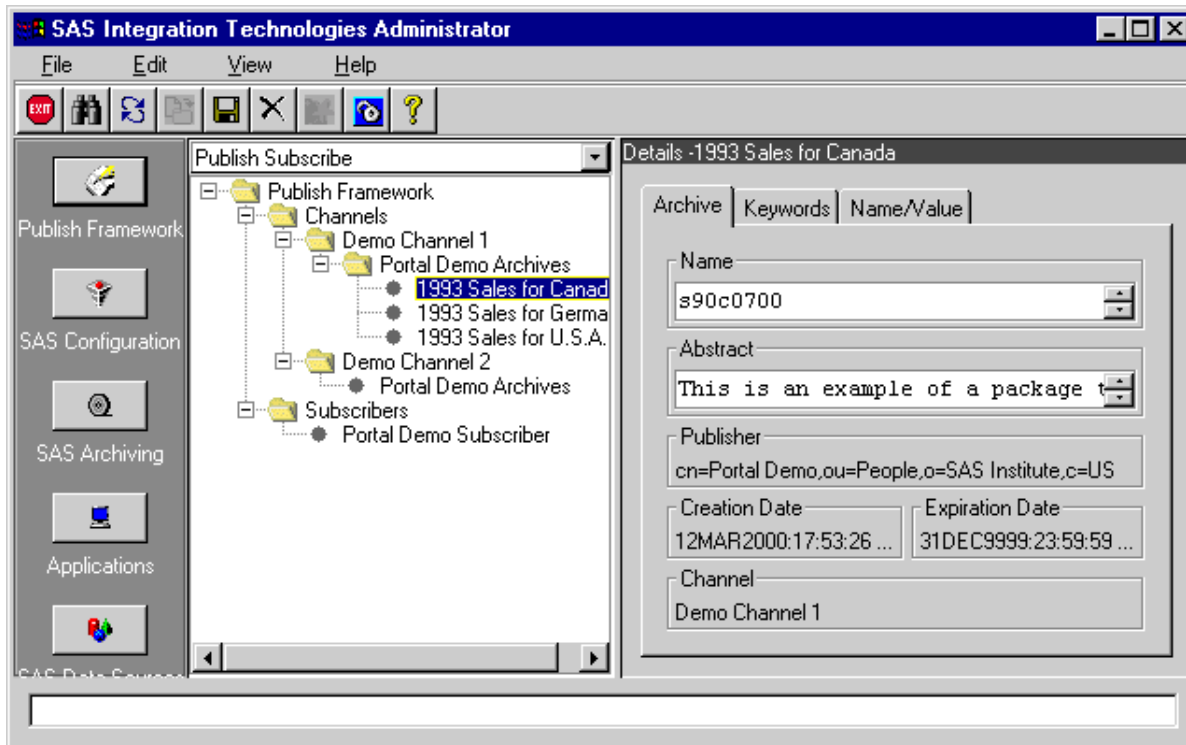 SAS Integration Technologies Administrator
File Edit View Help
EXIT
Publish Framework
SAS Configuration
SAS Archiving
Applications
SAS Data Sources
Publish Subscribe
Publish Framework
Channels
Demo Channel 1
Portal Demo Archives
1993 Sales for Canad
1993 Sales for Germa
1993 Sales for U.S.A.
Demo Channel 2
Portal Demo Archives
Subscribers
Portal Demo Subscriber
Details -1993 Sales for Canada
Archive Keywords Name/Value
Name
s90c0700
Abstract
This is an example of a package t
Publisher
cn=Portal Demo,ou=People,o=SAS Institute,c=US
Creation Date Expiration Date
12MAR2000:17:53:26 ... 31DEC9999:23:59:59 ...
Channel
Demo Channel 1